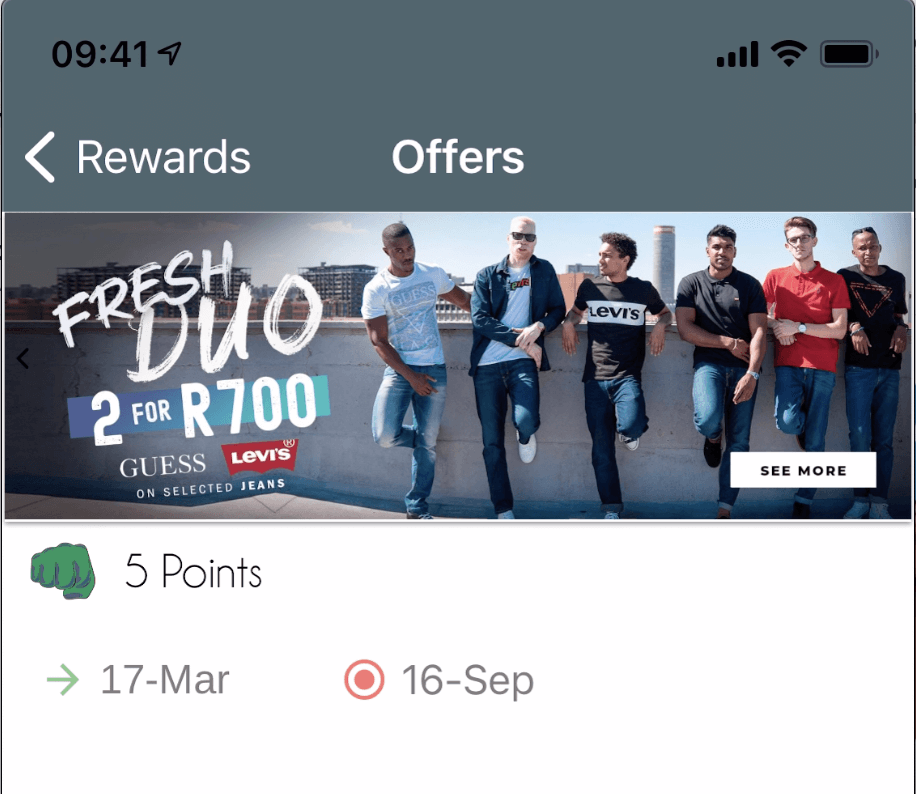 09:41
Rewards
Offers
FRESH
DUO
2 FOR R700
GUESS LEVI'S®
ON SELECTED JEANS
GUESS
LEVI'S
SEE MORE
5 Points
17-Mar
16-Sep